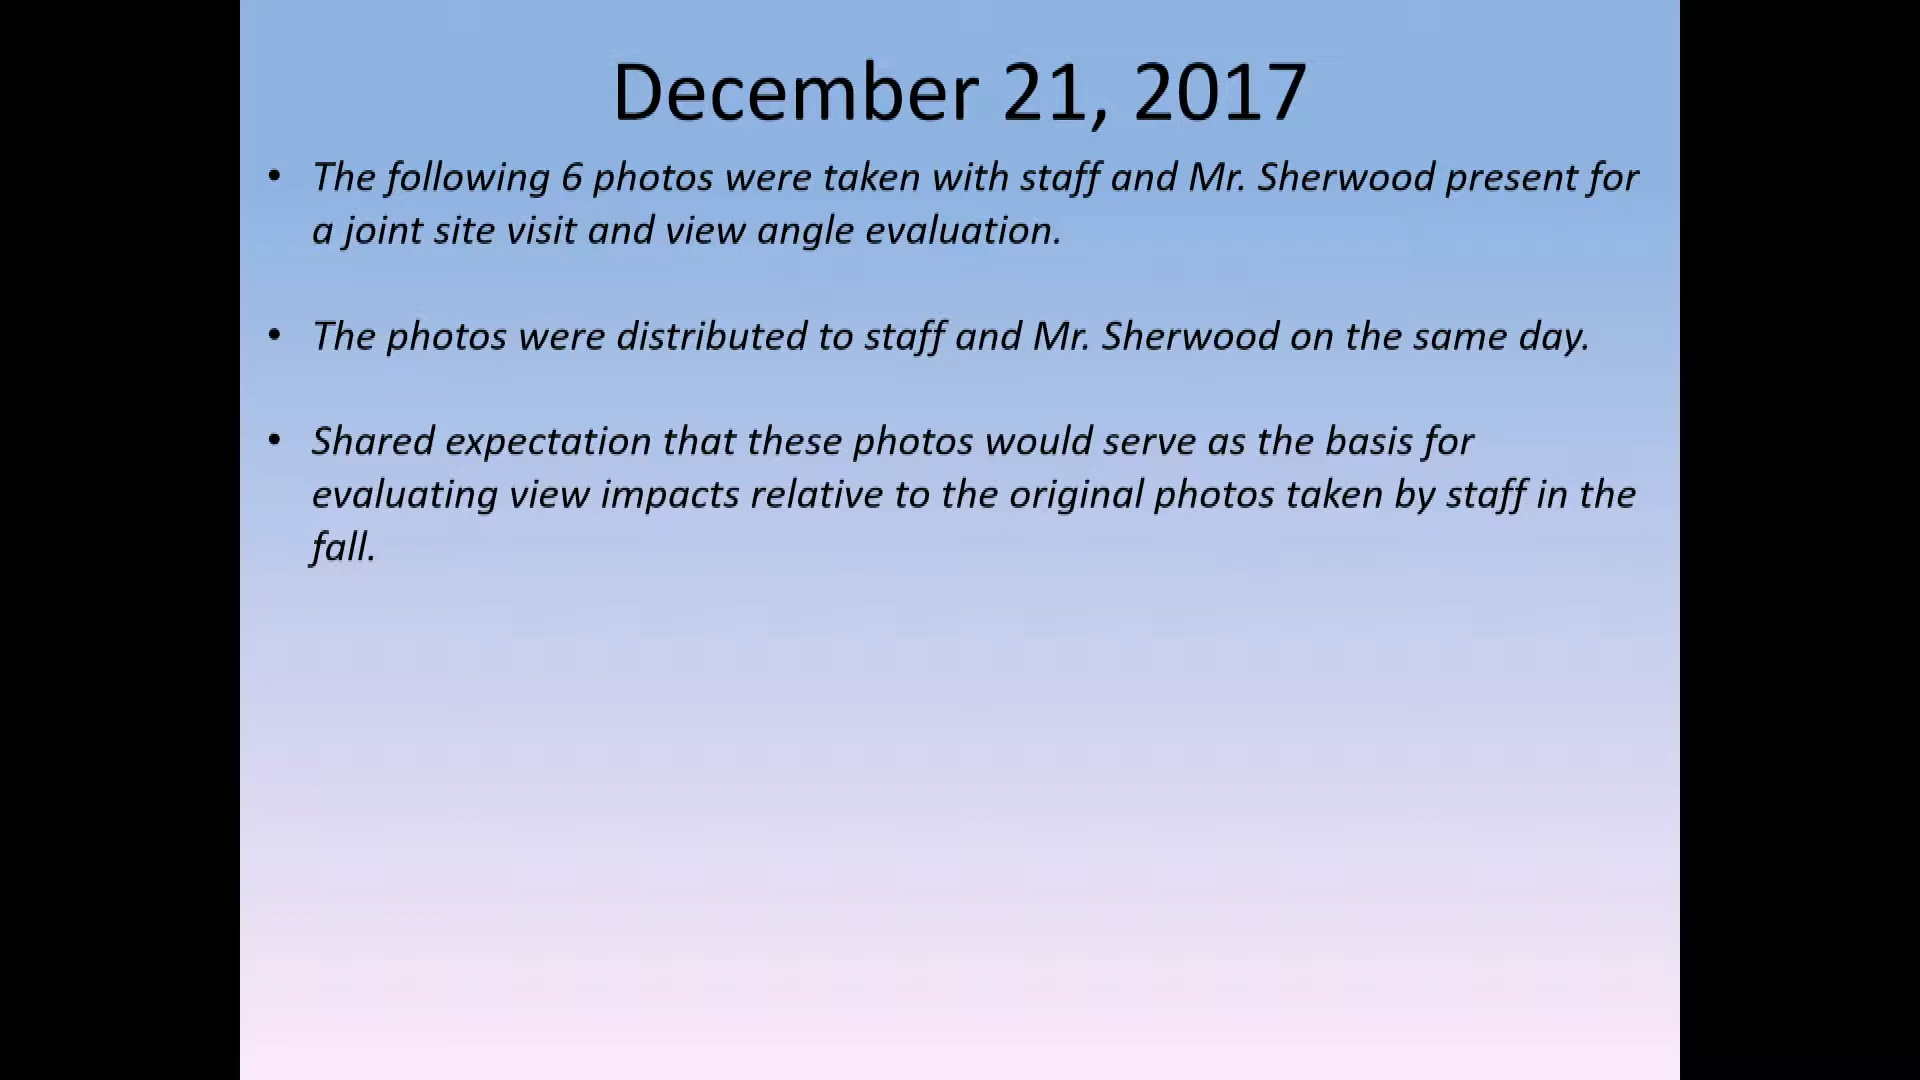 December 21, 2017
• The following 6 photos were taken with staff and Mr. Sherwood present for
a joint site visit and view angle evaluation.
• The photos were distributed to staff and Mr. Sherwood on the same day.
• Shared expectation that these photos would serve as the basis for
evaluating view impacts relative to the original photos taken by staff in the
fall.